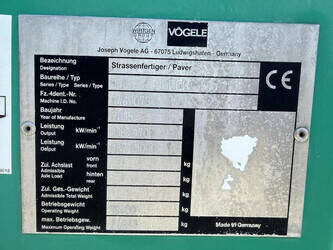 WIRTGEN GROUP
VÖGELE
Joseph Vögele AG - 67075 Ludwigshafen - Germany
Bezeichnung
Designation
Strassenfertiger / Paver
Baureihe / Typ
Series / Type Series / Type
Fz.-Ident.-Nr.
Machine I.D. No.
CE
Baujahr
Year of Manufacture
Leistung
Output kW/min⁻¹
Leistung
Output kW/min⁻¹
Zul. Achslast vorn
Admissible front kg
Axle Load hinten
rear kg
Zul. Ges.-Gewicht
Admissible Weight kg
Betriebsgewicht
Operating Weight kg
max. Betriebsgew.
Maximum Operating Weight kg
Made in Germany